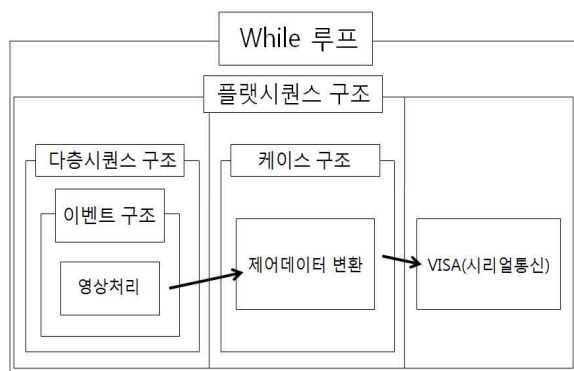 While 루프
플랫시퀀스 구조
다층시퀀스 구조
케이스 구조
이벤트 구조
영상처리
제어데이터 변환
VISA(시리얼통신)